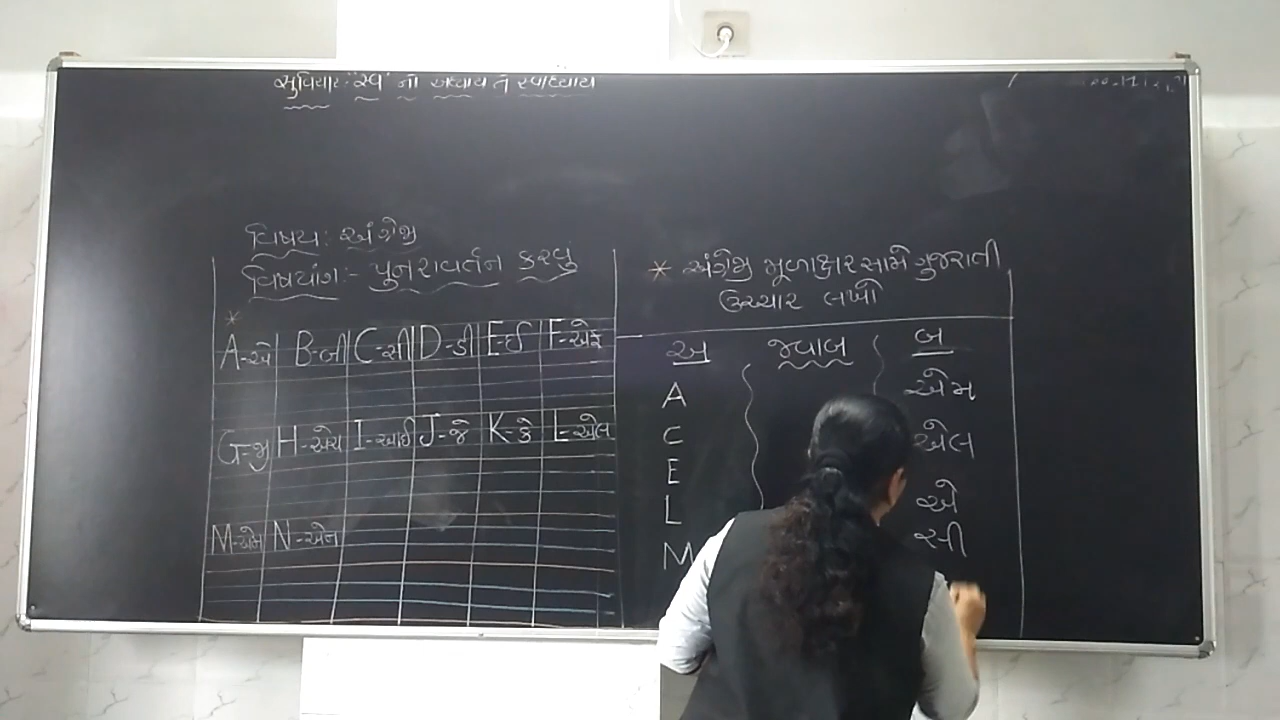 સુવિચાર:- "સ્વ" નો અધ્યાય તે સ્વાધ્યાય
વિષય: અંગ્રેજી
વિષયાંગ:- પુનરાવર્તન કરવું
*
A-એ B-બી C-સી D-ડી E-ઈ F-એફ
G-જી H-એચ I-આઈ J-જે K-કે L-એલ
M-એમ N-એન
* અંગ્રેજી મૂળાક્ષર સામે ગુજરાતી
ઉચ્ચાર લખો
અ જવાબ બ
A એમ
C એલ
E એ
L સી
M